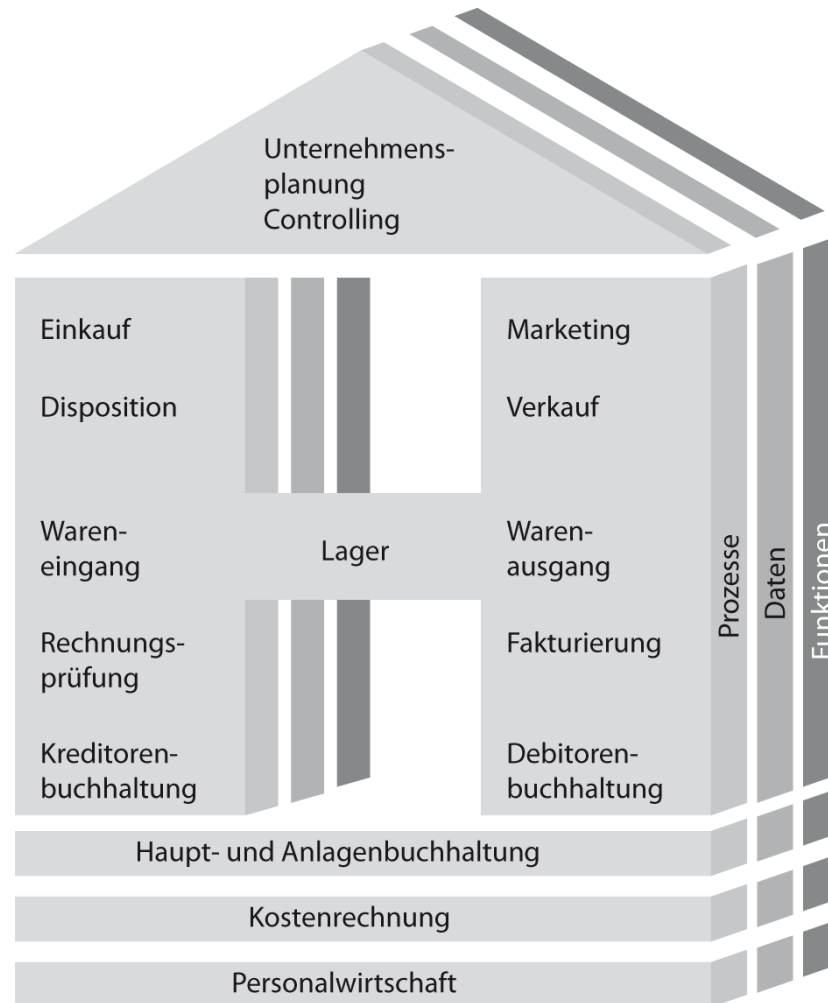 Unternehmens-
planung
Controlling
Einkauf
Disposition
Waren-
eingang
Rechnungs-
prüfung
Kreditoren-
buchhaltung
Lager
Marketing
Verkauf
Waren-
ausgang
Fakturierung
Debitoren-
buchhaltung
Prozesse
Daten
Funktionen
Haupt- und Anlagenbuchhaltung
Kostenrechnung
Personalwirtschaft